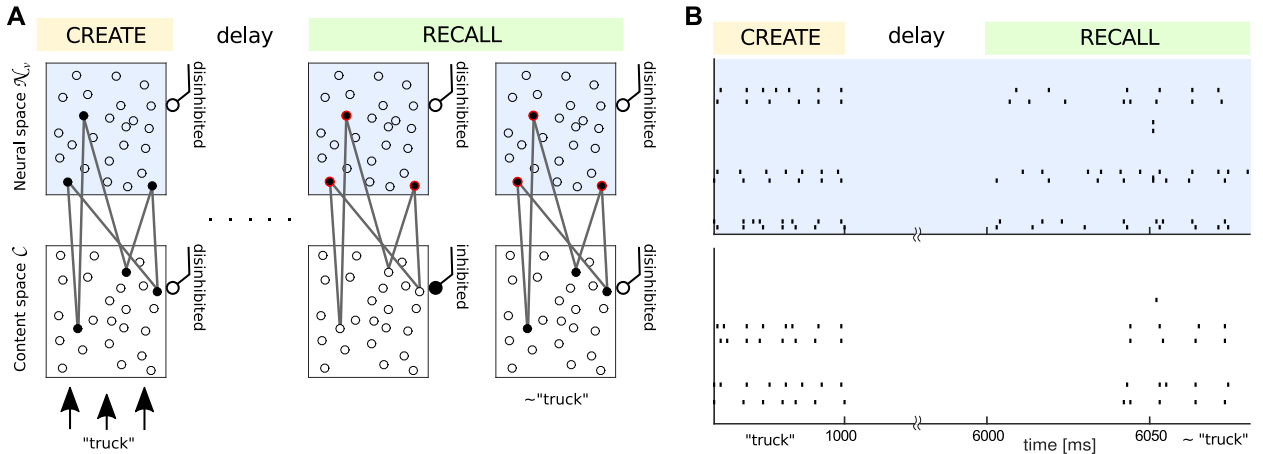 A
CREATE
delay
RECALL
Neural space 𝒩ᵥ
disinhibited
disinhibited
disinhibited
. . . . .
Content space 𝒞
disinhibited
inhibited
disinhibited
"truck"
~"truck"
B
CREATE
delay
RECALL
"truck"
1000
6000
time [ms]
6050
~ "truck"